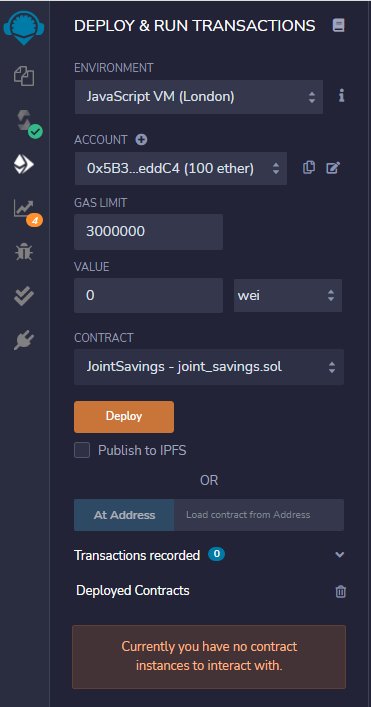 DEPLOY & RUN TRANSACTIONS
ENVIRONMENT
JavaScript VM (London)
ACCOUNT
0x5B3...eddC4 (100 ether)
GAS LIMIT
3000000
VALUE
0 wei
CONTRACT
JointSavings - joint_savings.sol
Deploy
Publish to IPFS
OR
At Address Load contract from Address
4
Transactions recorded 0
Deployed Contracts
Currently you have no contract
instances to interact with.